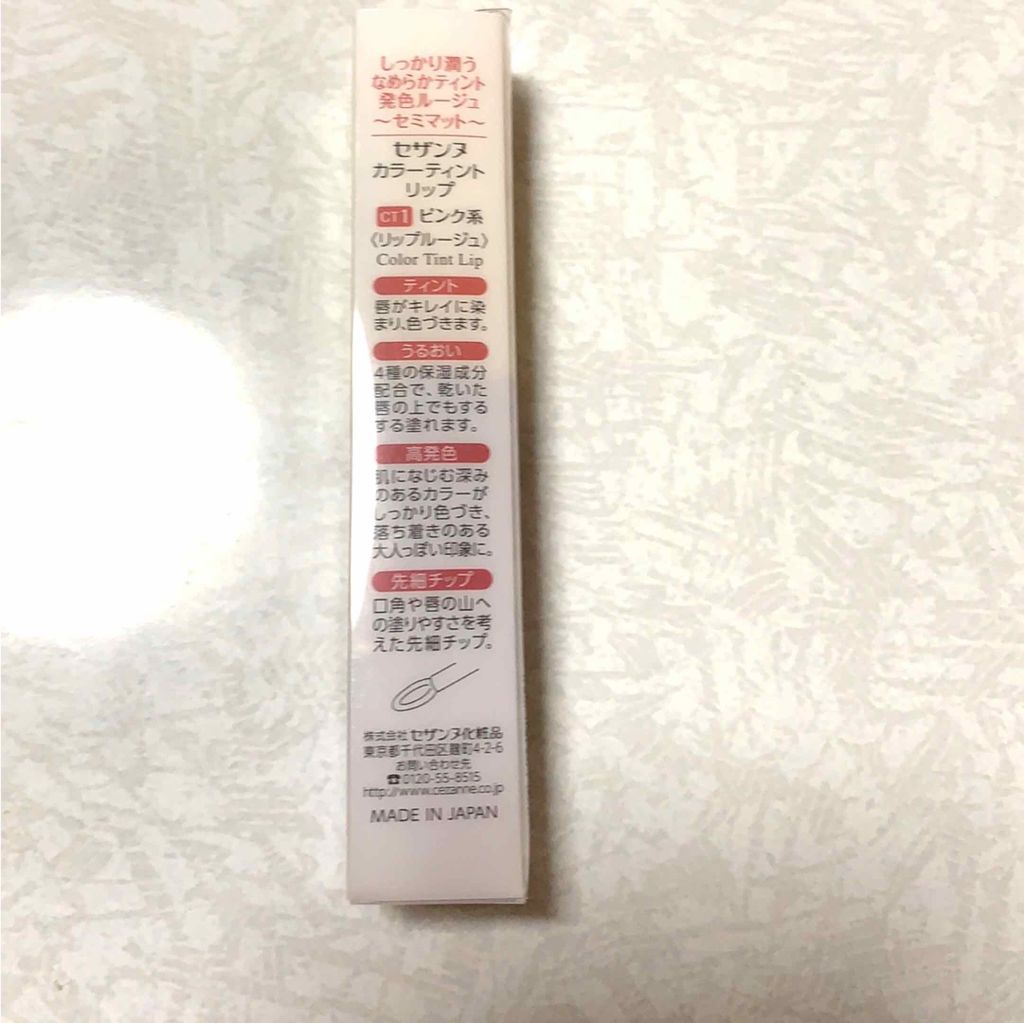 しっかり潤う
なめらかティント
発色ルージュ
～セミマット～
セザンヌ
カラーティント
リップ
CT1 ピンク系
《リップルージュ》
Color Tint Lip
ティント
唇がキレイに染
まり、色づきます。
うるおい
4種の保湿成分
配合で、乾いた
唇の上でもする
する塗れます。
高発色
肌になじむ深み
のあるカラーが
しっかり色づき、
落ち着きのある
大人っぽい印象に。
先細チップ
口角や唇の山へ
の塗りやすさを考
えた先細チップ。
株式会社 セザンヌ化粧品
東京都千代田区麹町4-2-6
お問い合わせ先
☎0120-55-8515
http://www.cezanne.co.jp
MADE IN JAPAN